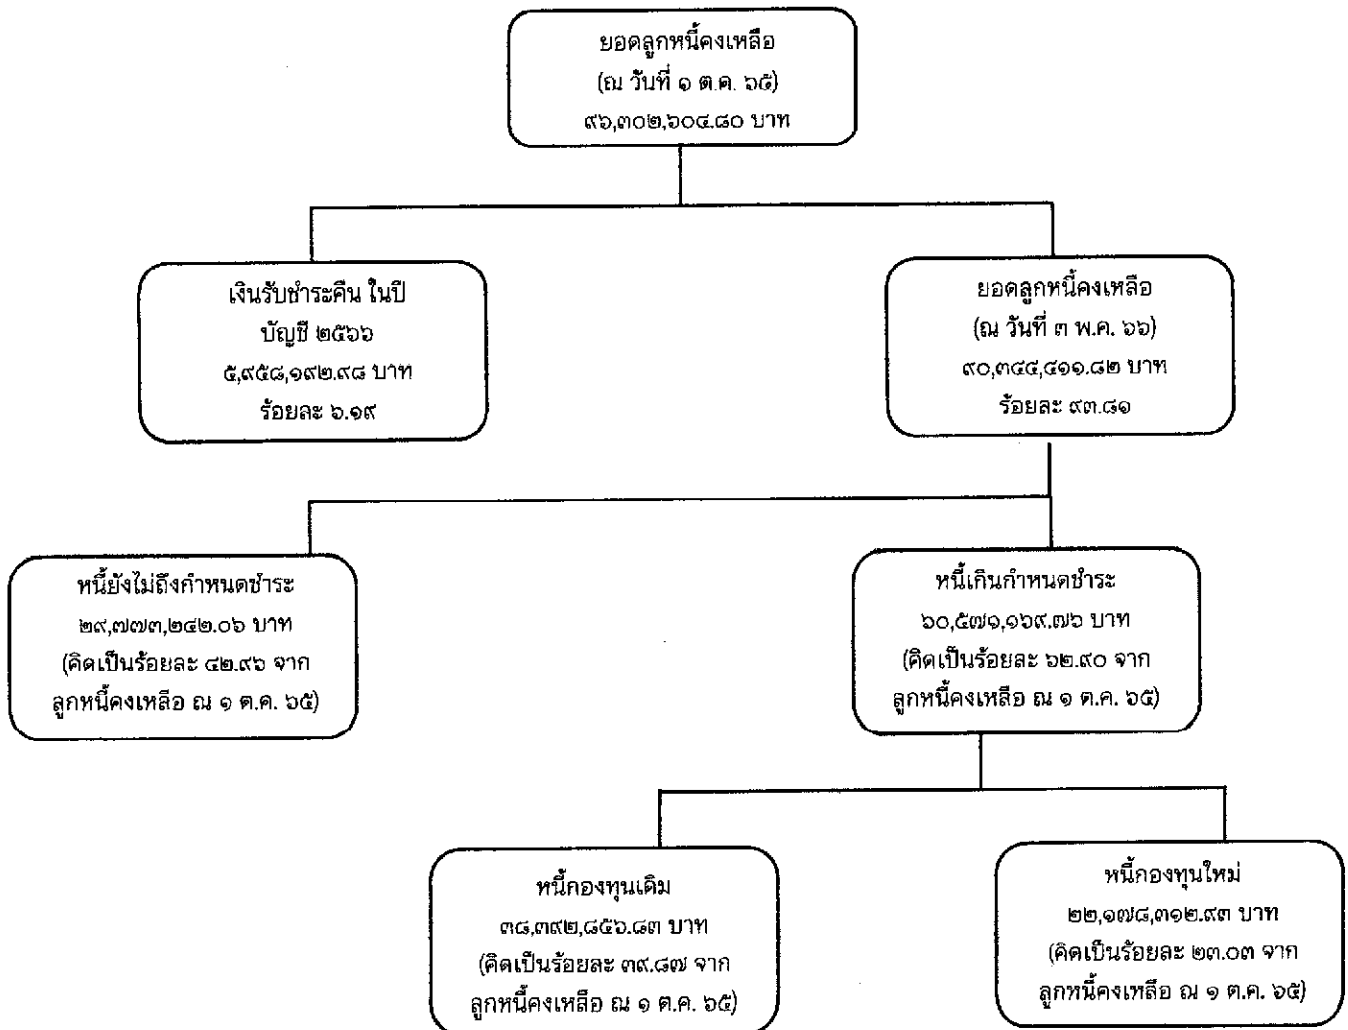 ยอดลูกหนี้คงเหลือ
(ณ วันที่ ๑ ต.ค. ๖๕)
๙๖,๓๐๒,๖๐๔.๘๐ บาท
เงินรับชำระคืน ในปี
บัญชี ๒๕๖๖
๕,๙๕๘,๑๙๒.๙๘ บาท
ร้อยละ ๖.๑๙
ยอดลูกหนี้คงเหลือ
(ณ วันที่ ๓ พ.ค. ๖๖)
๙๐,๓๔๔,๔๑๑.๘๒ บาท
ร้อยละ ๙๓.๘๑
หนี้ยังไม่ถึงกำหนดชำระ
๒๙,๗๗๓,๒๔๒.๐๖ บาท
(คิดเป็นร้อยละ ๔๒.๙๖ จาก
ลูกหนี้คงเหลือ ณ ๑ ต.ค. ๖๕)
หนี้เกินกำหนดชำระ
๖๐,๕๗๑,๑๖๙.๗๖ บาท
(คิดเป็นร้อยละ ๖๒.๙๐ จาก
ลูกหนี้คงเหลือ ณ ๑ ต.ค. ๖๕)
หนี้กองทุนเดิม
๓๘,๓๙๒,๘๕๖.๘๓ บาท
(คิดเป็นร้อยละ ๓๙.๘๗ จาก
ลูกหนี้คงเหลือ ณ ๑ ต.ค. ๖๕)
หนี้กองทุนใหม่
๒๒,๑๗๘,๓๑๒.๙๓ บาท
(คิดเป็นร้อยละ ๒๓.๐๓ จาก
ลูกหนี้คงเหลือ ณ ๑ ต.ค. ๖๕)